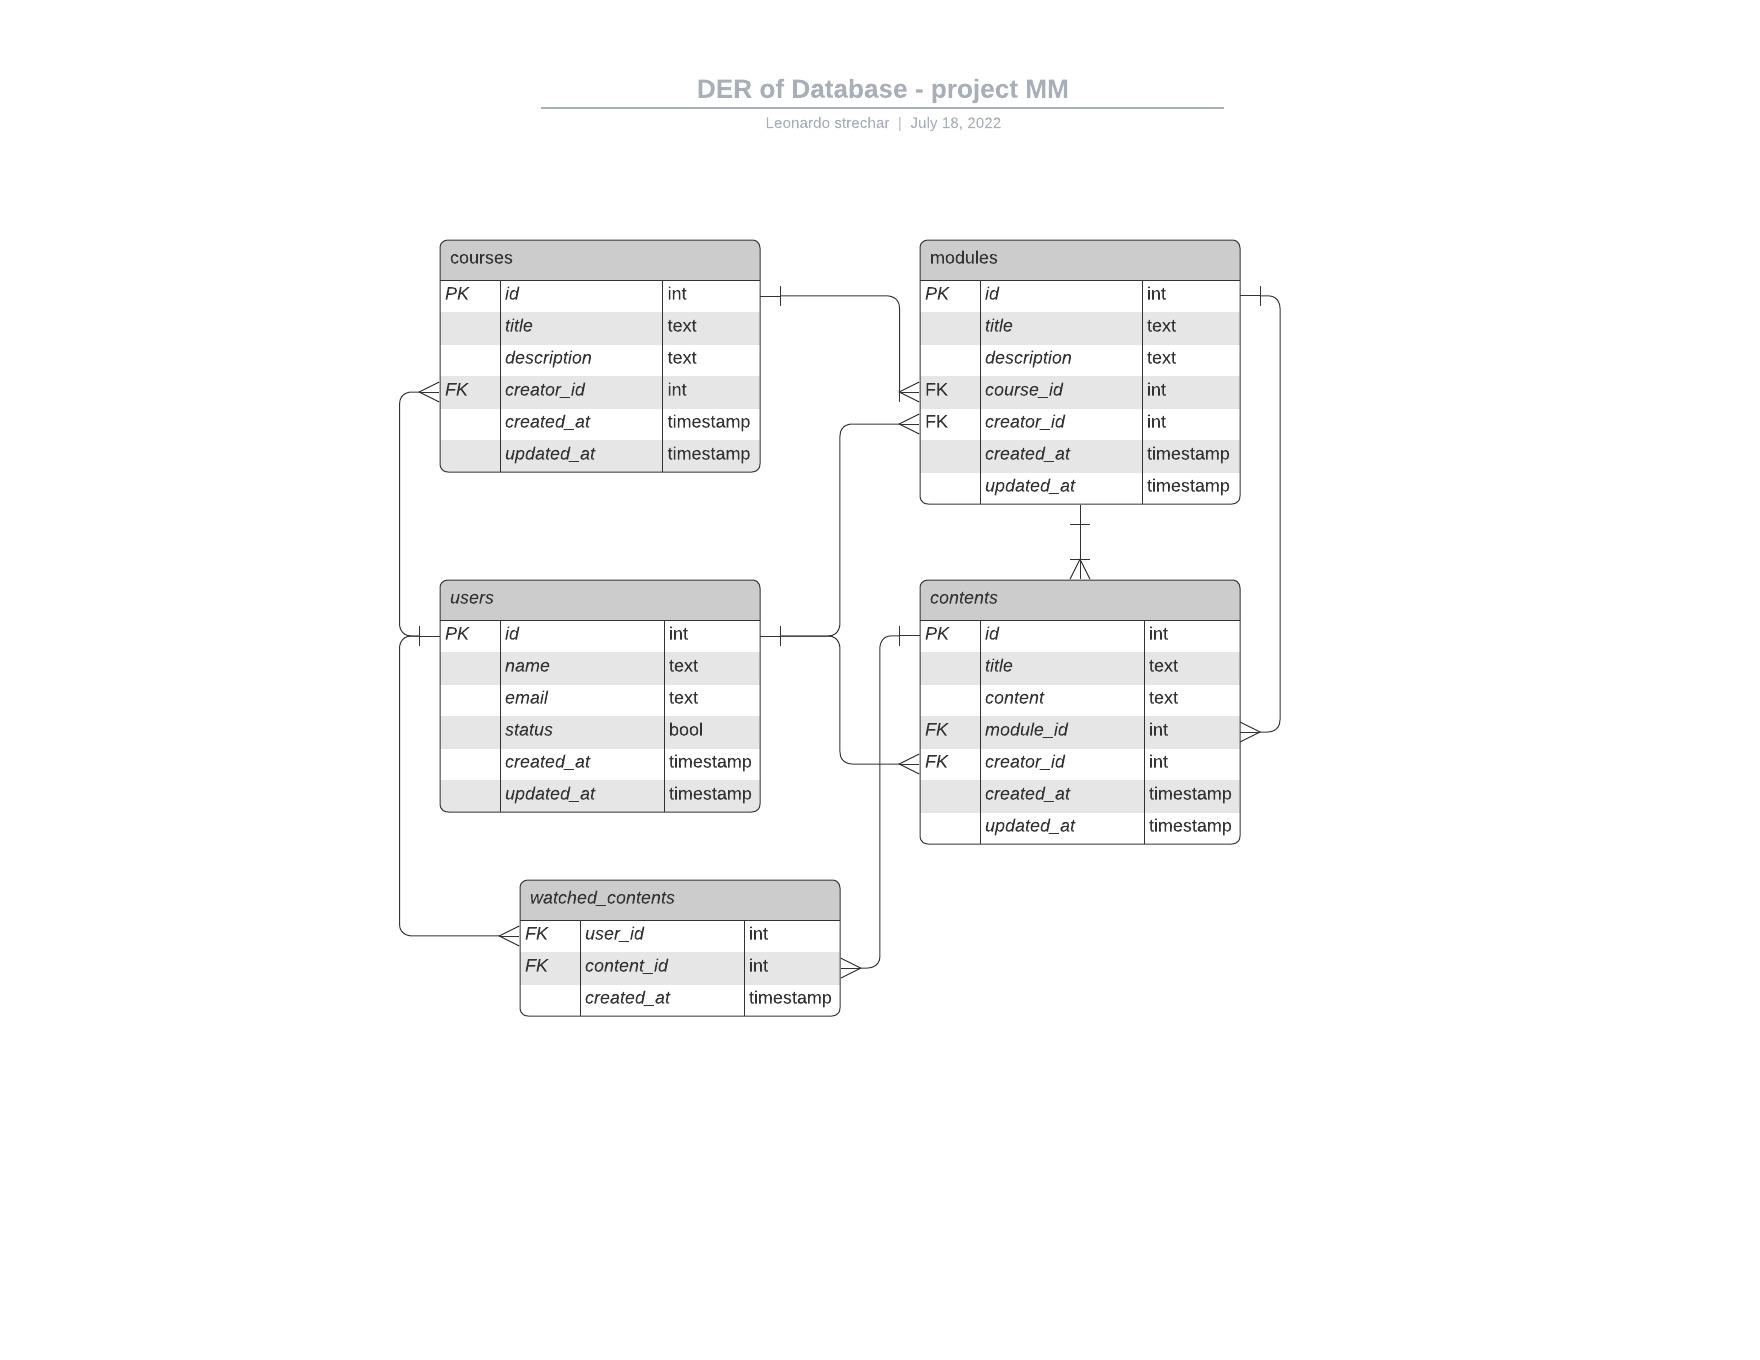 DER of Database - project MM
Leonardo strechar | July 18, 2022
courses
PK id int
title text
description text
FK creator_id int
created_at timestamp
updated_at timestamp
modules
PK id int
title text
description text
FK course_id int
FK creator_id int
created_at timestamp
updated_at timestamp
users
PK id int
name text
email text
status bool
created_at timestamp
updated_at timestamp
contents
PK id int
title text
content text
FK module_id int
FK creator_id int
created_at timestamp
updated_at timestamp
watched_contents
FK user_id int
FK content_id int
created_at timestamp